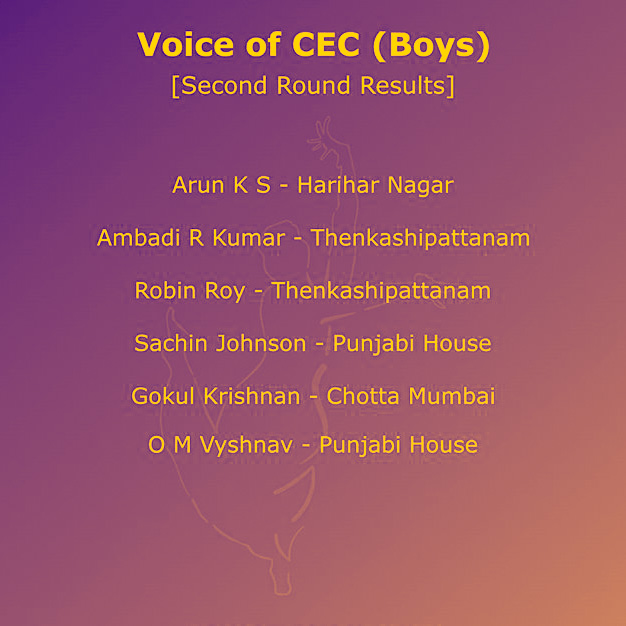 Voice of CEC (Boys)
[Second Round Results]
Arun K S - Harihar Nagar
Ambadi R Kumar - Thenkashipattanam
Robin Roy - Thenkashipattanam
Sachin Johnson - Punjabi House
Gokul Krishnan - Chotta Mumbai
O M Vyshnav - Punjabi House